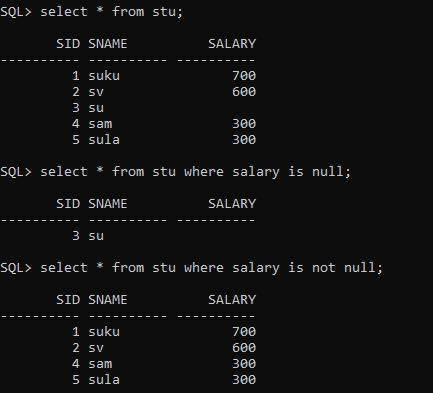 SQL> select * from stu;
SID SNAME SALARY
---------- ---------- ----------
1 suku 700
2 sv 600
3 su
4 sam 300
5 sula 300
SQL> select * from stu where salary is null;
SID SNAME SALARY
---------- ---------- ----------
3 su
SQL> select * from stu where salary is not null;
SID SNAME SALARY
---------- ---------- ----------
1 suku 700
2 sv 600
4 sam 300
5 sula 300